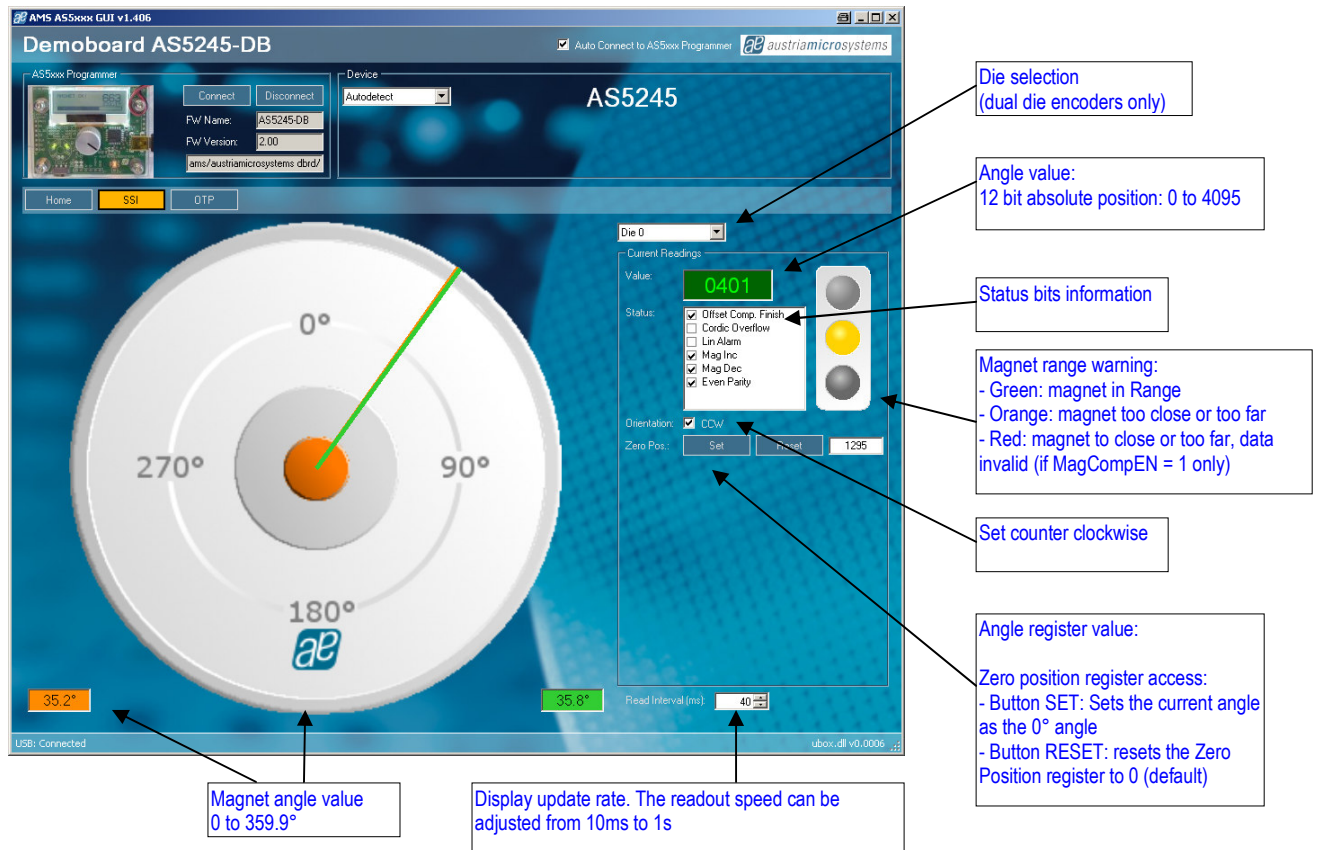 AMS AS5xxx GUI v1.406
Demoboard AS5245-DB
Auto Connect to AS5xxx Programmer
austriamicrosystems
AS5xxx Programmer
Connect
Disconnect
FW Name:
AS5245-DB
FW Version:
2.00
ams/austriamicrosystems dbrd/
Device
Autodetect
AS5245
Home
SSI
OTP
0°
90°
180°
270°
35.2°
35.8°
Die 0
Current Readings
Value:
0401
Status:
Offset Comp. Finish
Cordic Overflow
Lin Alarm
Mag Inc
Mag Dec
Even Parity
Orientation:
CCW
Zero Pos.:
Set
Reset
1295
Read Interval (ms):
40
USB: Connected
ubox.dll v0.0006
Die selection
(dual die encoders only)
Angle value:
12 bit absolute position: 0 to 4095
Status bits information
Magnet range warning:
- Green: magnet in Range
- Orange: magnet too close or too far
- Red: magnet to close or too far, data
invalid (if MagCompEN = 1 only)
Set counter clockwise
Angle register value:
Zero position register access:
- Button SET: Sets the current angle
as the 0° angle
- Button RESET: resets the Zero
Position register to 0 (default)
Magnet angle value
0 to 359.9°
Display update rate. The readout speed can be
adjusted from 10ms to 1s